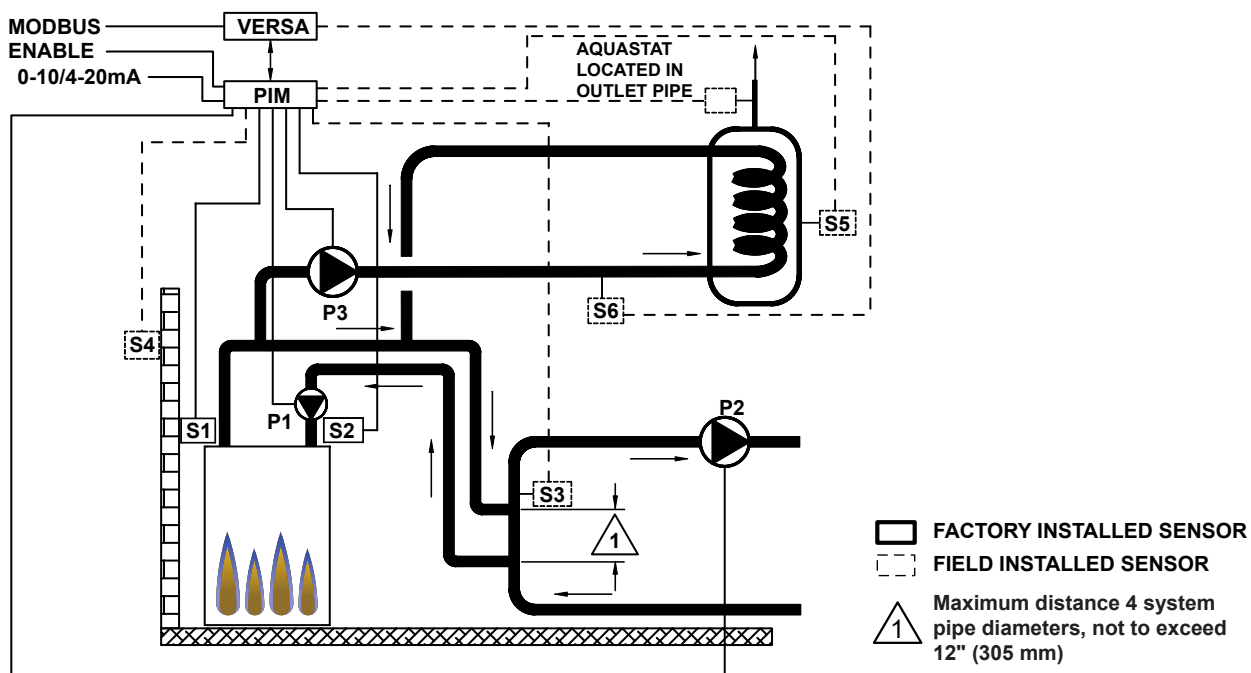 MODBUS
VERSA
ENABLE
0-10/4-20mA
PIM
AQUASTAT
LOCATED IN
OUTLET PIPE
S5
P3
S6
S4
P1
S1
S2
P2
S3
1
FACTORY INSTALLED SENSOR
FIELD INSTALLED SENSOR
1
Maximum distance 4 system
pipe diameters, not to exceed
12" (305 mm)